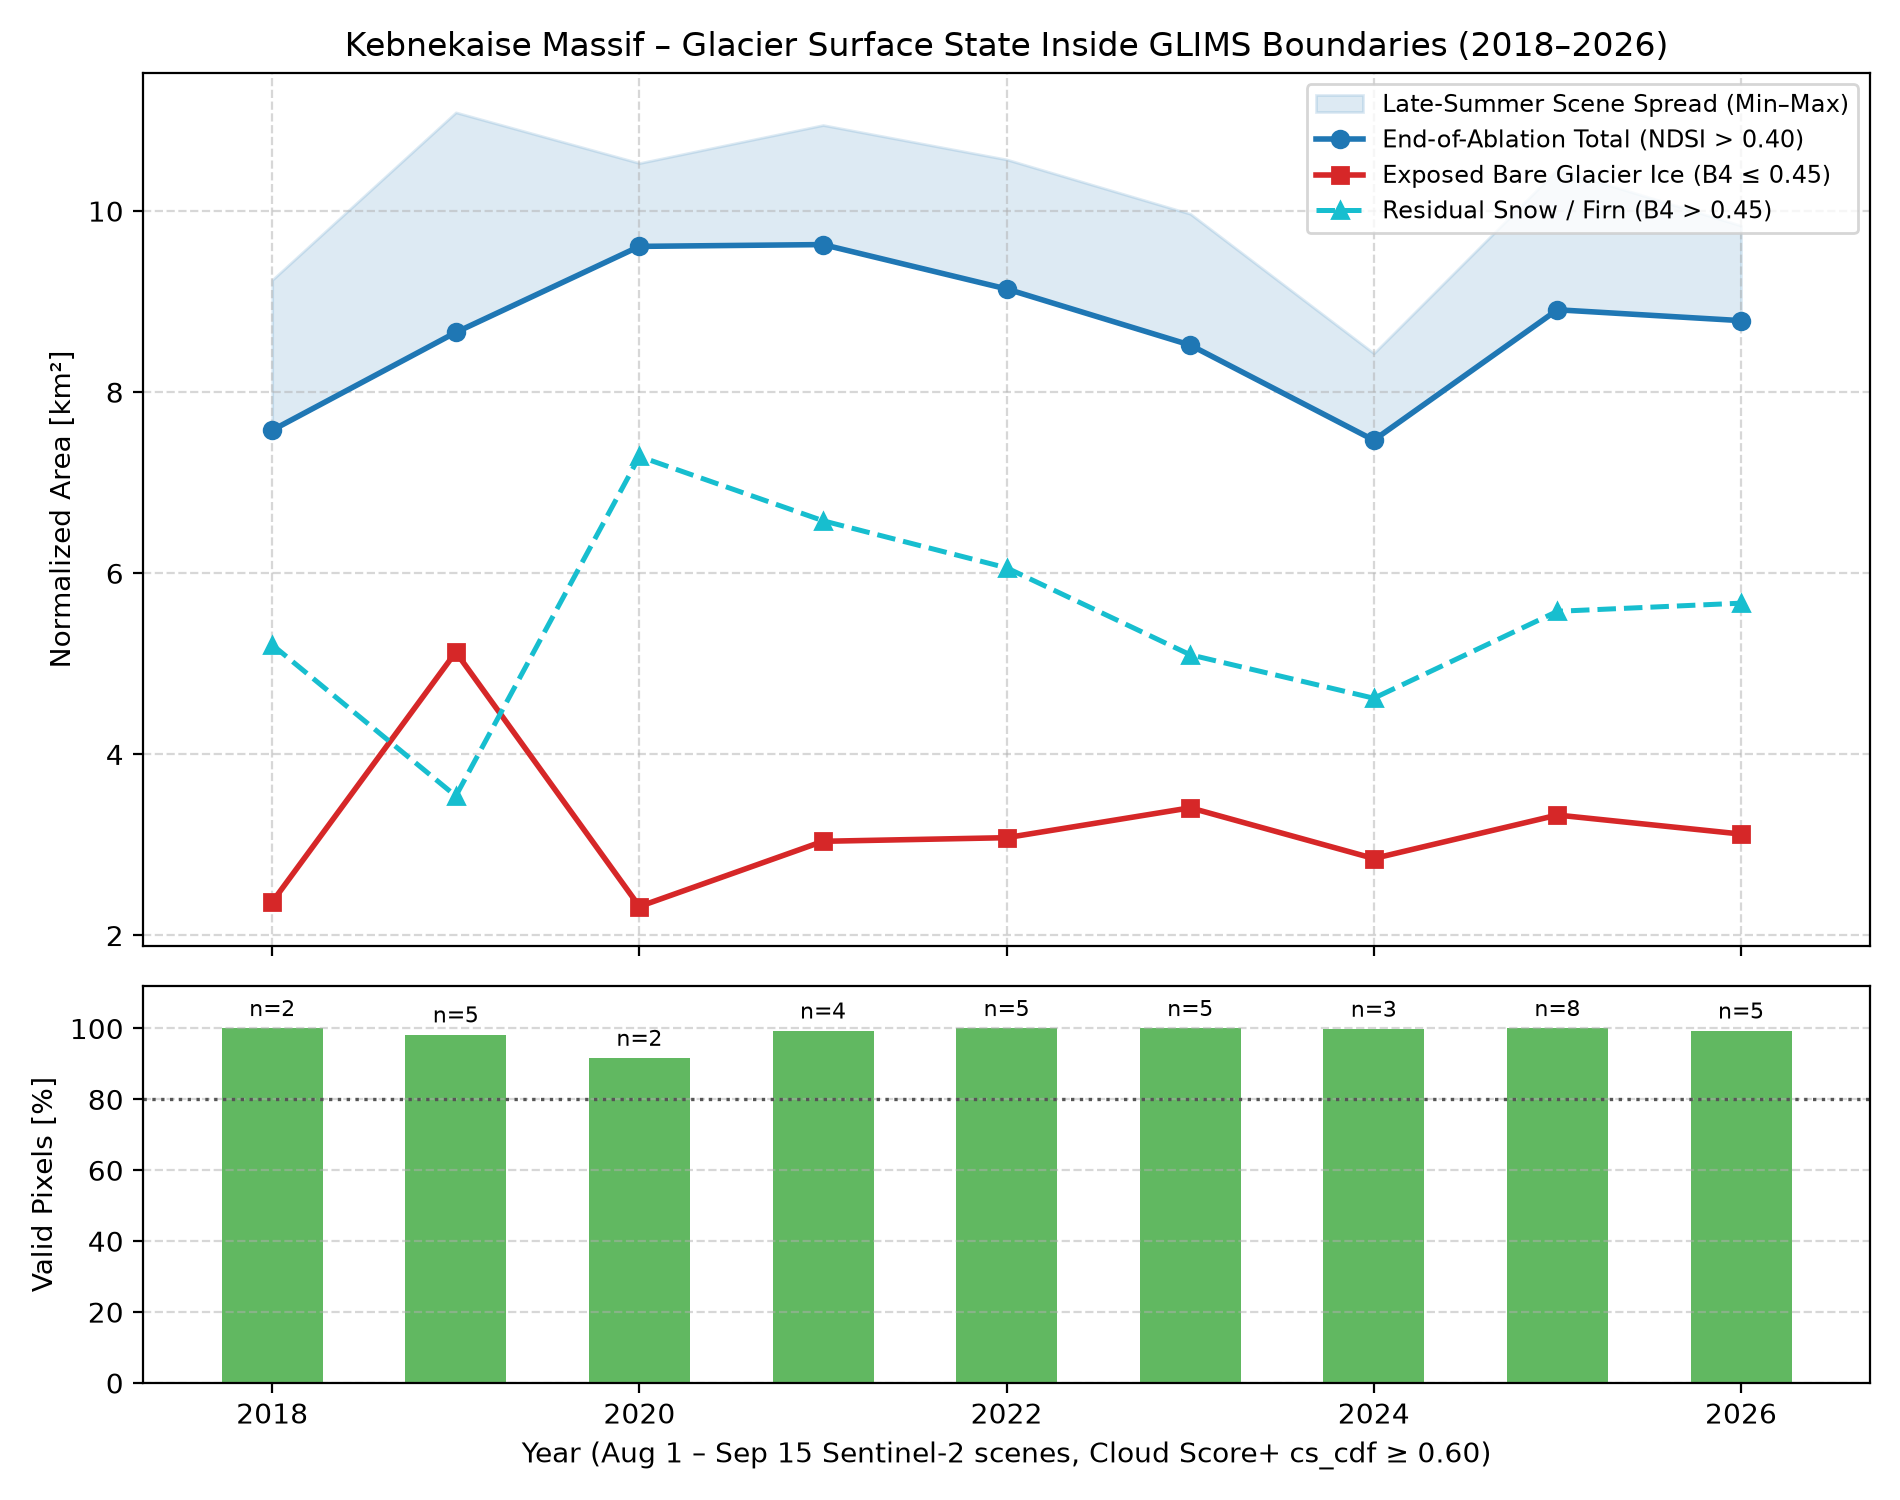 Kebnekaise Massif – Glacier Surface State Inside GLIMS Boundaries (2018–2026)
Late-Summer Scene Spread (Min–Max)
End-of-Ablation Total (NDSI > 0.40)
Exposed Bare Glacier Ice (B4 ≤ 0.45)
Residual Snow / Firn (B4 > 0.45)
Normalized Area [km²]
10
8
6
4
2
n=2
n=5
n=2
n=4
n=5
n=5
n=3
n=8
n=5
Valid Pixels [%]
100
80
60
40
20
0
2018
2020
2022
2024
2026
Year (Aug 1 – Sep 15 Sentinel-2 scenes, Cloud Score+ cs_cdf ≥ 0.60)